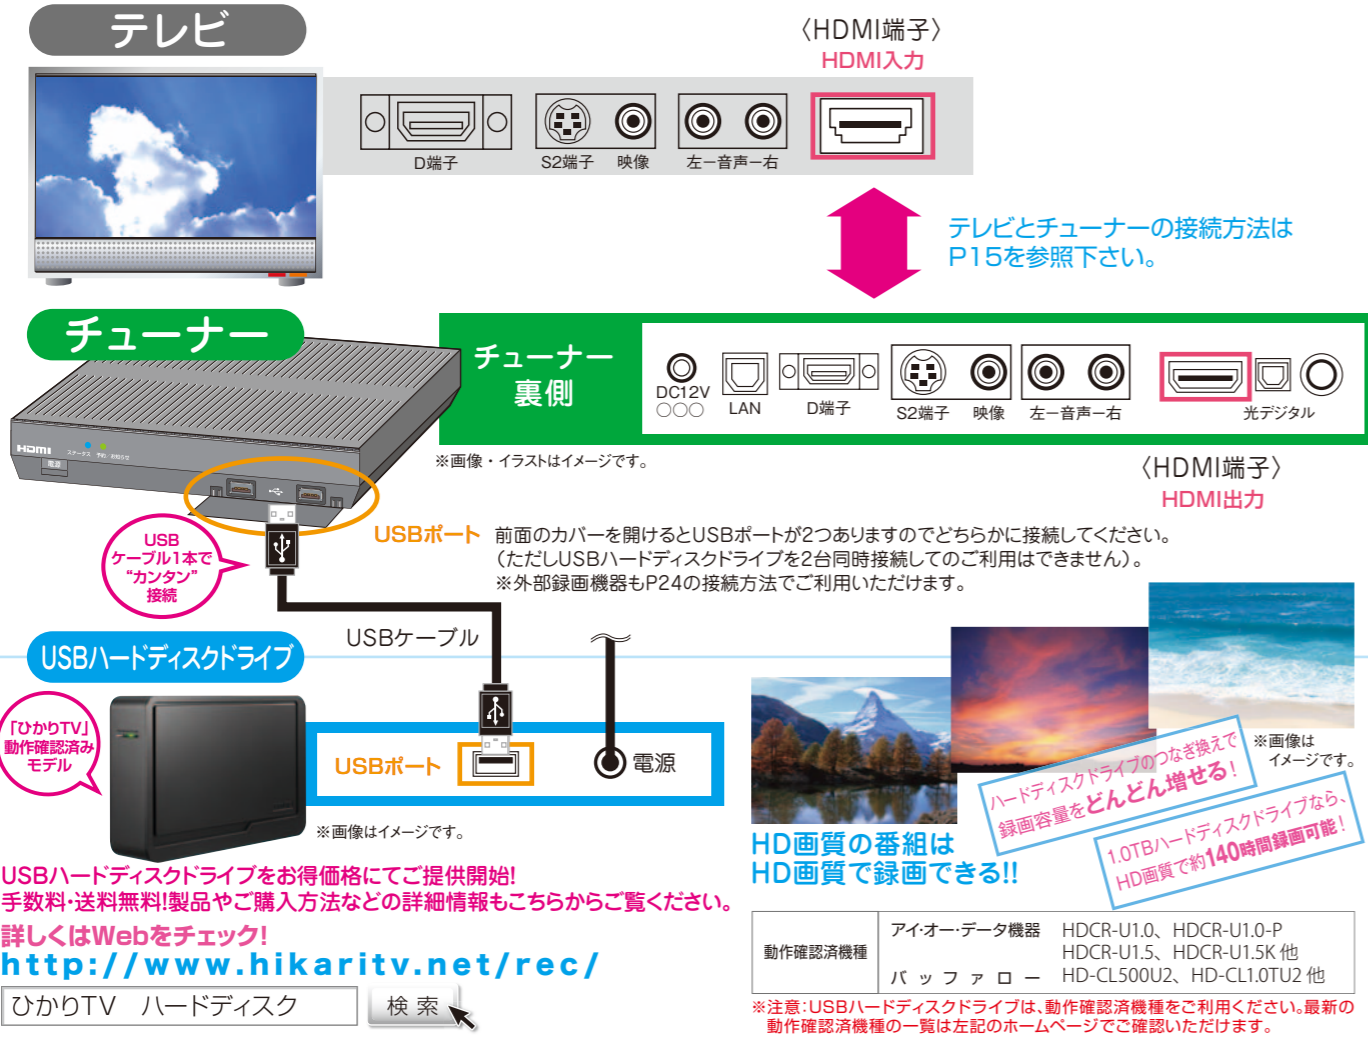 テレビ
〈HDMI端子〉
HDMI入力
D端子
S2端子
映像
左ー音声ー右
テレビとチューナーの接続方法は
P15を参照下さい。
チューナー
チューナー
裏側
DC12V
○○○
LAN
D端子
S2端子
映像
左ー音声ー右
光デジタル
HDMI
ステータス 予約/お知らせ
電源
※画像・イラストはイメージです。
〈HDMI端子〉
HDMI出力
USBポート
前面のカバーを開けるとUSBポートが2つありますのでどちらかに接続してください。
（ただしUSBハードディスクドライブを2台同時接続してのご利用はできません）。
※外部録画機器もP24の接続方法でご利用いただけます。
USB
ケーブル1本で
“カンタン”
接続
USBケーブル
USBハードディスクドライブ
「ひかりTV」
動作確認済み
モデル
USBポート
電源
※画像はイメージです。
※画像は
イメージです。
ハードディスクドライブのつなぎ換えで
録画容量をどんどん増せる!
1.0TBハードディスクドライブなら、
HD画質で約140時間録画可能!
HD画質の番組は
HD画質で録画できる!!
USBハードディスクドライブをお得価格にてご提供開始!
手数料・送料無料!製品やご購入方法などの詳細情報もこちらからご覧ください。
詳しくはWebをチェック!
http://www.hikaritv.net/rec/
ひかりTV ハードディスク
検索
動作確認済機種
アイ・オー・データ機器 HDCR-U1.0、HDCR-U1.0-P
HDCR-U1.5、HDCR-U1.5K 他
バッファロー HD-CL500U2、HD-CL1.0TU2 他
※注意：USBハードディスクドライブは、動作確認済機種をご利用ください。最新の
動作確認済機種の一覧は左記のホームページでご確認いただけます。